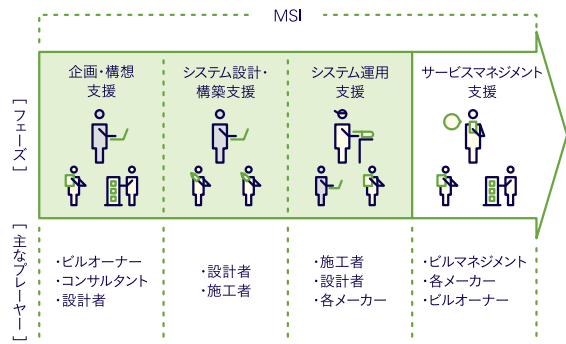 MSI
[フェーズ]
企画・構想
支援
システム設計・
構築支援
システム運用
支援
サービスマネジメント
支援
[主なプレーヤー]
・ビルオーナー
・コンサルタント
・設計者
・設計者
・施工者
・施工者
・設計者
・各メーカー
・ビルマネジメント
・各メーカー
・ビルオーナー